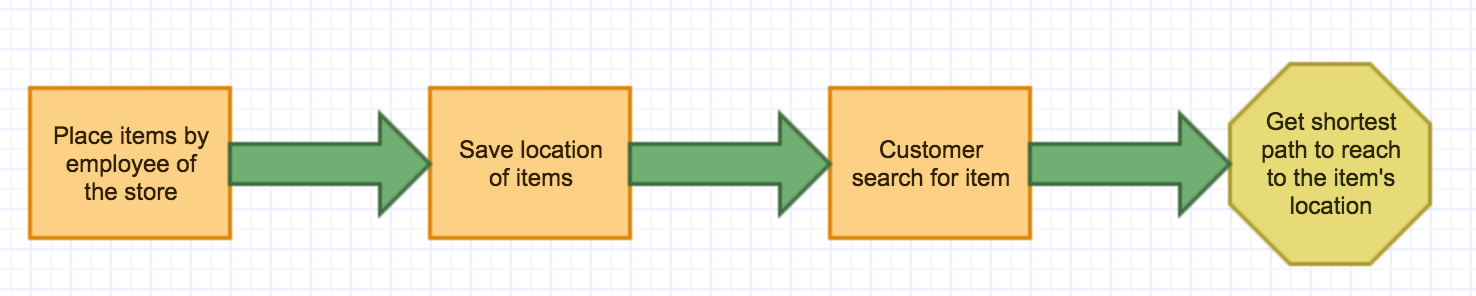 Place items by
employee of
the store
Save location
of items
Customer
search for item
Get shortest
path to reach
to the item's
location